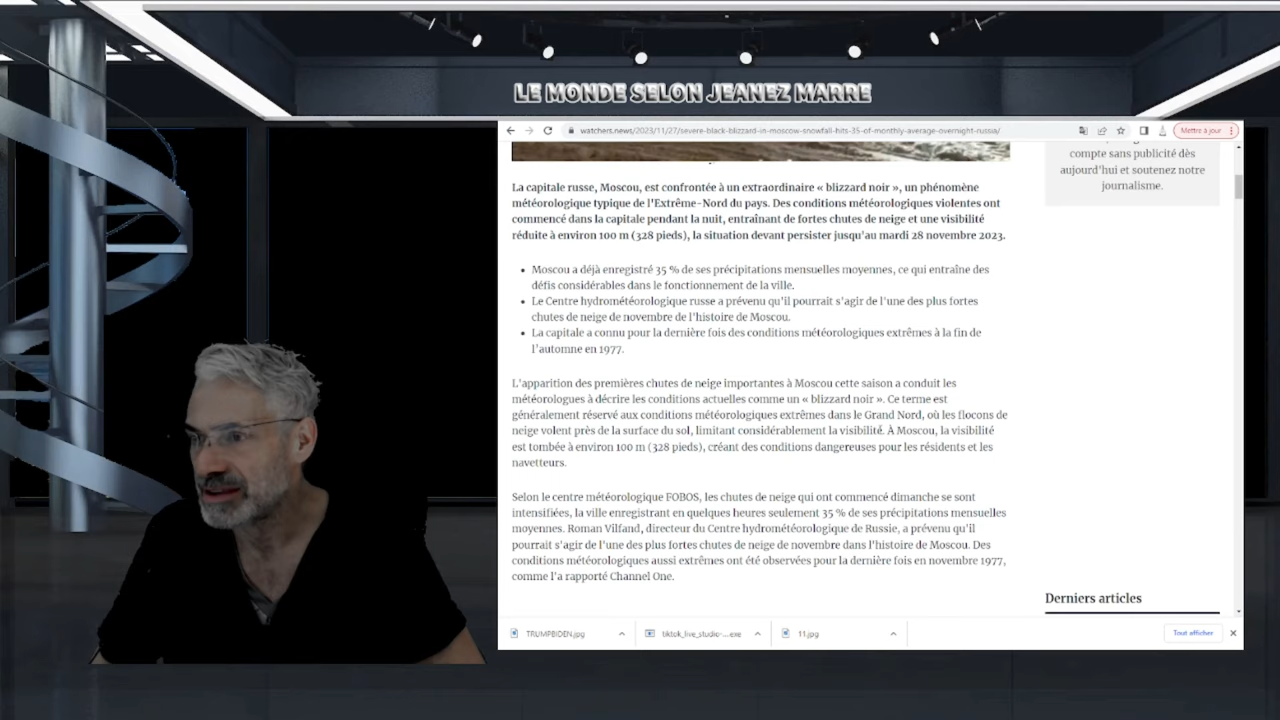 LE MONDE SELON JEANEZ MARRE
watchers.news/2023/11/27/severe-black-blizzard-in-moscow-snowfall-hits-35-of-monthly-average-overnight-russia/
Mettre à jour
compte sans publicité dès
aujourd'hui et soutenez notre
journalisme.
La capitale russe, Moscou, est confrontée à un extraordinaire « blizzard noir », un phénomène
météorologique typique de l'Extrême-Nord du pays. Des conditions météorologiques violentes ont
commencé dans la capitale pendant la nuit, entraînant de fortes chutes de neige et une visibilité
réduite à environ 100 m (328 pieds), la situation devant persister jusqu'au mardi 28 novembre 2023.
• Moscou a déjà enregistré 35 % de ses précipitations mensuelles moyennes, ce qui entraîne des
défis considérables dans le fonctionnement de la ville.
• Le Centre hydrométéorologique russe a prévenu qu'il pourrait s'agir de l'une des plus fortes
chutes de neige de novembre de l'histoire de Moscou.
• La capitale a connu pour la dernière fois des conditions météorologiques extrêmes à la fin de
l'automne en 1977.
L'apparition des premières chutes de neige importantes à Moscou cette saison a conduit les
météorologues à décrire les conditions actuelles comme un « blizzard noir ». Ce terme est
généralement réservé aux conditions météorologiques extrêmes dans le Grand Nord, où les flocons de
neige volent près de la surface du sol, limitant considérablement la visibilité. À Moscou, la visibilité
est tombée à environ 100 m (328 pieds), créant des conditions dangereuses pour les résidents et les
navetteurs.
Selon le centre météorologique FOBOS, les chutes de neige qui ont commencé dimanche se sont
intensifiées, la ville enregistrant en quelques heures seulement 35 % de ses précipitations mensuelles
moyennes. Roman Vilfand, directeur du Centre hydrométéorologique de Russie, a prévenu qu'il
pourrait s'agir de l'une des plus fortes chutes de neige de novembre dans l'histoire de Moscou. Des
conditions météorologiques aussi extrêmes ont été observées pour la dernière fois en novembre 1977,
comme l'a rapporté Channel One.
Derniers articles
TRUMPBIDEN.jpg
tiktok_live_studio-....exe
11.jpg
Tout afficher